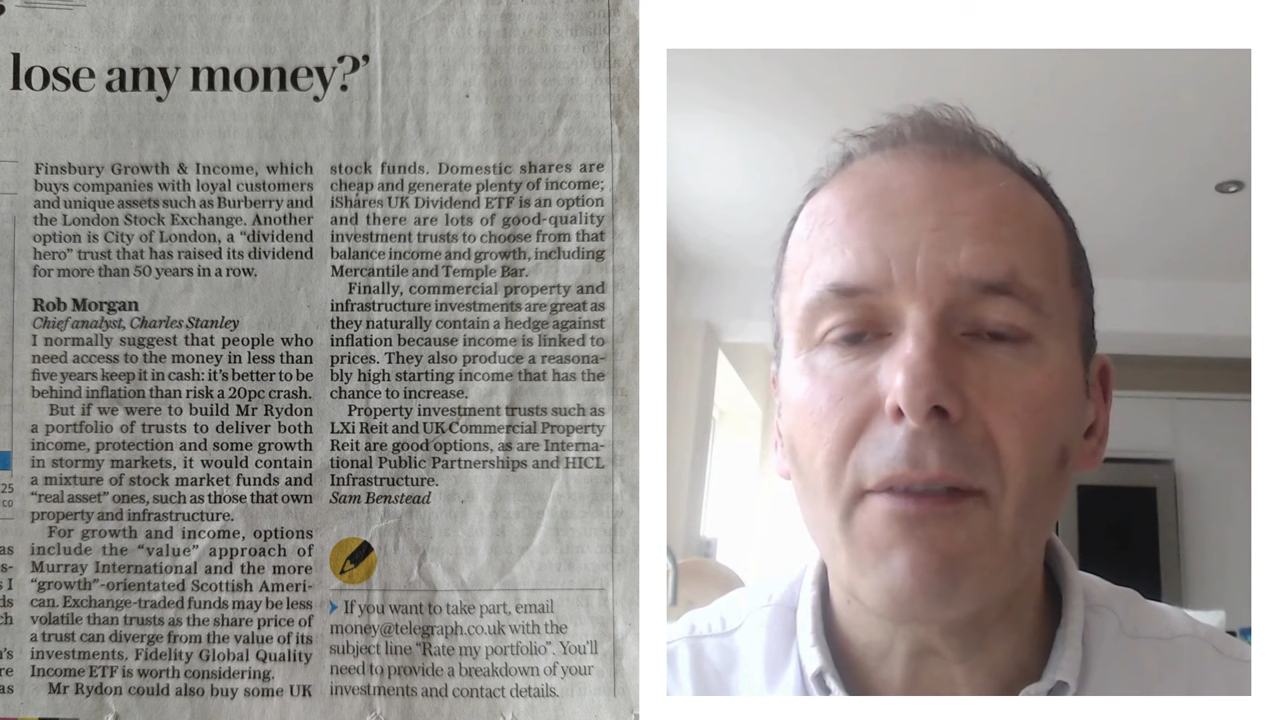 lose any money?’
Finsbury Growth & Income, which
buys companies with loyal customers
and unique assets such as Burberry and
the London Stock Exchange. Another
option is City of London, a “dividend
hero” trust that has raised its dividend
for more than 50 years in a row.
Rob Morgan
Chief analyst, Charles Stanley
I normally suggest that people who
need access to the money in less than
five years keep it in cash: it’s better to be
behind inflation than risk a 20pc crash.
But if we were to build Mr Rydon
a portfolio of trusts to deliver both
income, protection and some growth
in stormy markets, it would contain
a mixture of stock market funds and
“real asset” ones, such as those that own
property and infrastructure.
For growth and income, options
include the “value” approach of
Murray International and the more
“growth”-orientated Scottish Ameri-
can. Exchange-traded funds may be less
volatile than trusts as the share price of
a trust can diverge from the value of its
investments. Fidelity Global Quality
Income ETF is worth considering.
Mr Rydon could also buy some UK
stock funds. Domestic shares are
cheap and generate plenty of income;
iShares UK Dividend ETF is an option
and there are lots of good-quality
investment trusts to choose from that
balance income and growth, including
Mercantile and Temple Bar.
Finally, commercial property and
infrastructure investments are great as
they naturally contain a hedge against
inflation because income is linked to
prices. They also produce a reasona-
bly high starting income that has the
chance to increase.
Property investment trusts such as
LXi Reit and UK Commercial Property
Reit are good options, as are Interna-
tional Public Partnerships and HICL
Infrastructure.
Sam Benstead
If you want to take part, email
money@telegraph.co.uk with the
subject line “Rate my portfolio”. You’ll
need to provide a breakdown of your
investments and contact details.